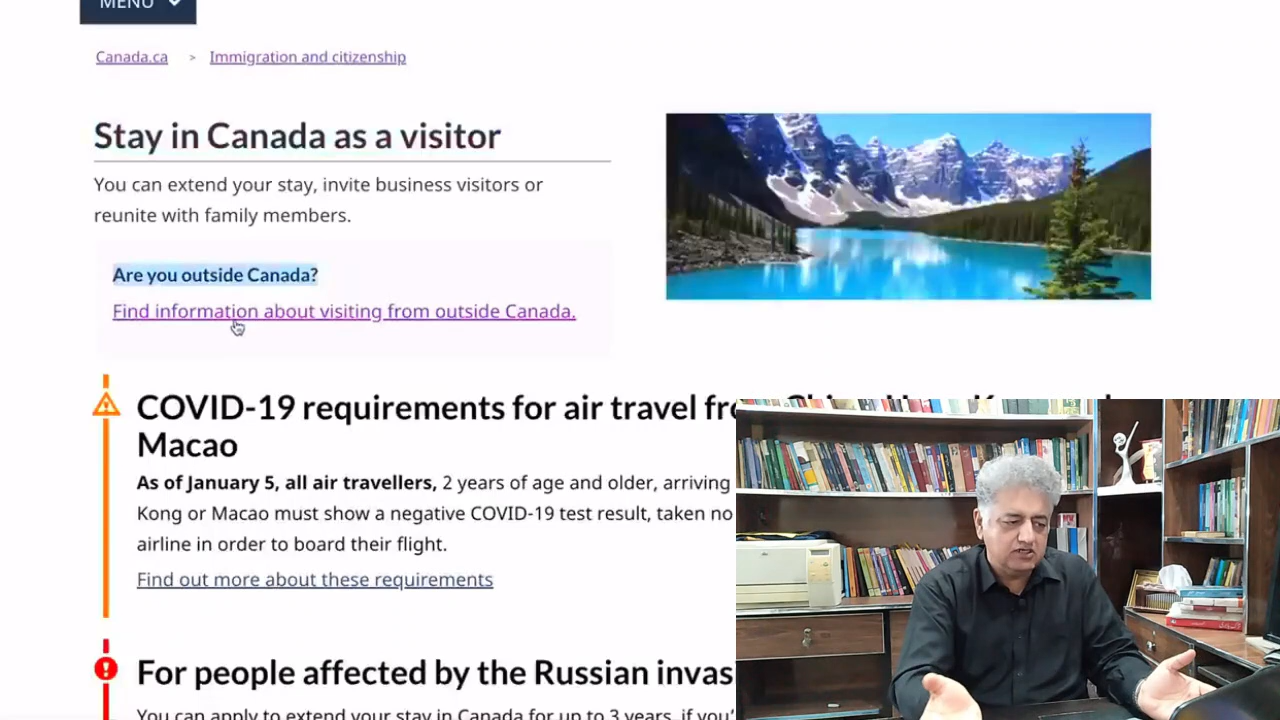 MENU
Canada.ca > Immigration and citizenship
Stay in Canada as a visitor
You can extend your stay, invite business visitors or
reunite with family members.
Are you outside Canada?
Find information about visiting from outside Canada.
COVID-19 requirements for air travel
Macao
As of January 5, all air travellers, 2 years of age and older, arriving
Kong or Macao must show a negative COVID-19 test result, taken no
airline in order to board their flight.
Find out more about these requirements
For people affected by the Russian
You can apply to extend your stay in Canada for up to 3 years, if